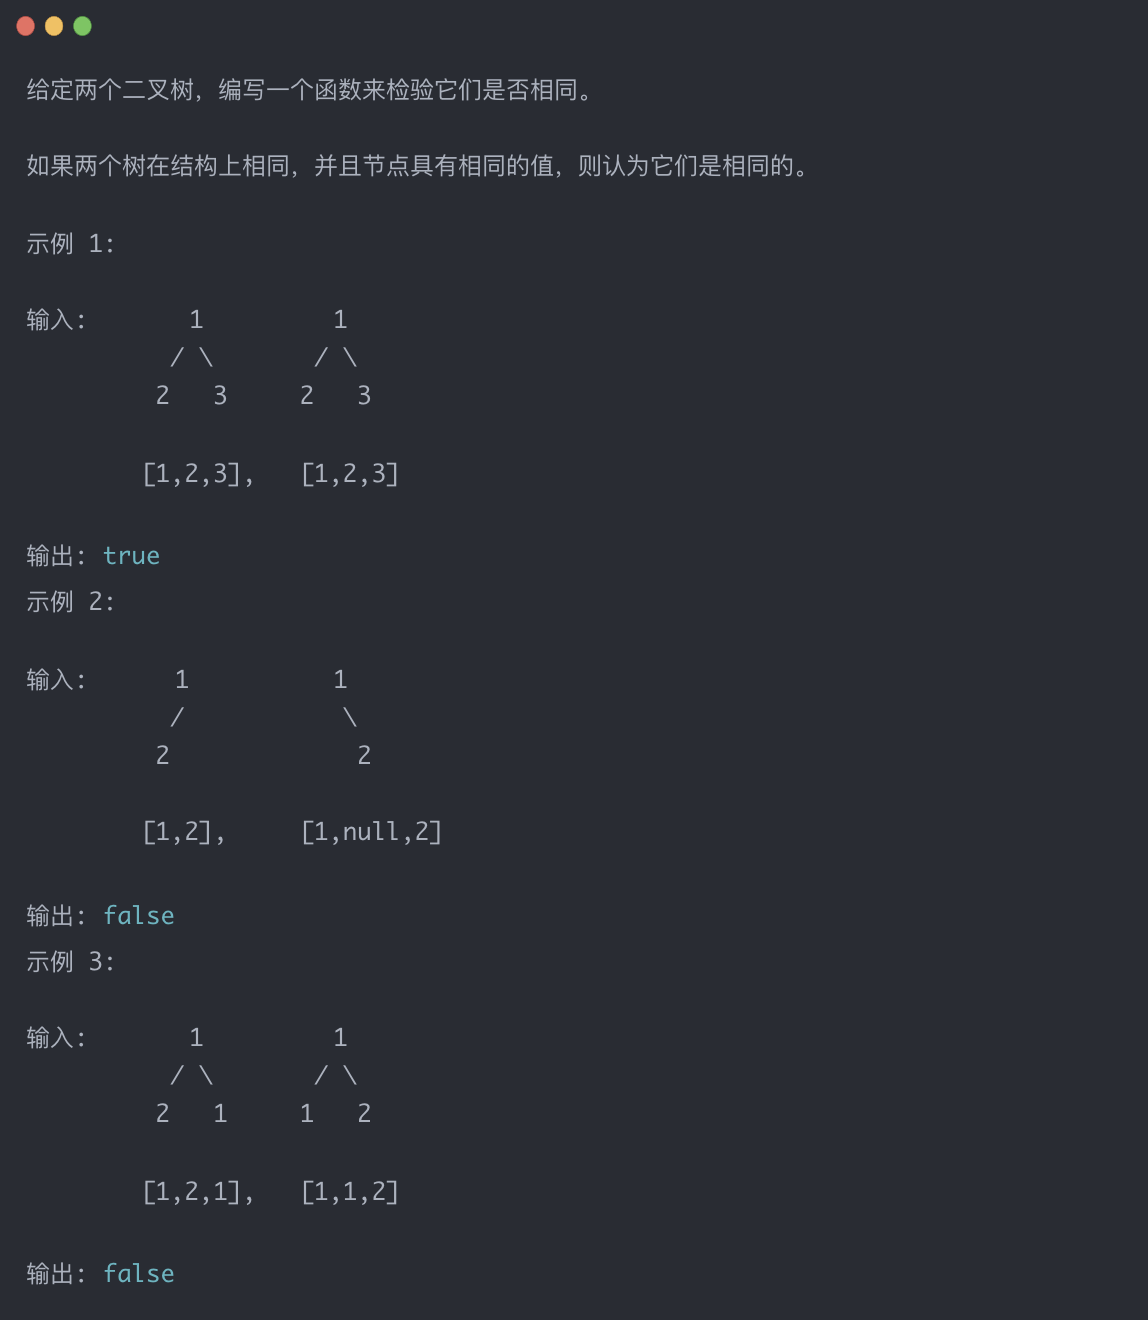 给定两个二叉树，编写一个函数来检验它们是否相同。
如果两个树在结构上相同，并且节点具有相同的值，则认为它们是相同的。
示例 1:
输入:       1         1
          / \       / \
         2   3     2   3
        [1,2,3],   [1,2,3]
输出: true
示例 2:
输入:      1          1
          /           \
         2             2
        [1,2],     [1,null,2]
输出: false
示例 3:
输入:       1         1
          / \       / \
         2   1     1   2
        [1,2,1],   [1,1,2]
输出: false